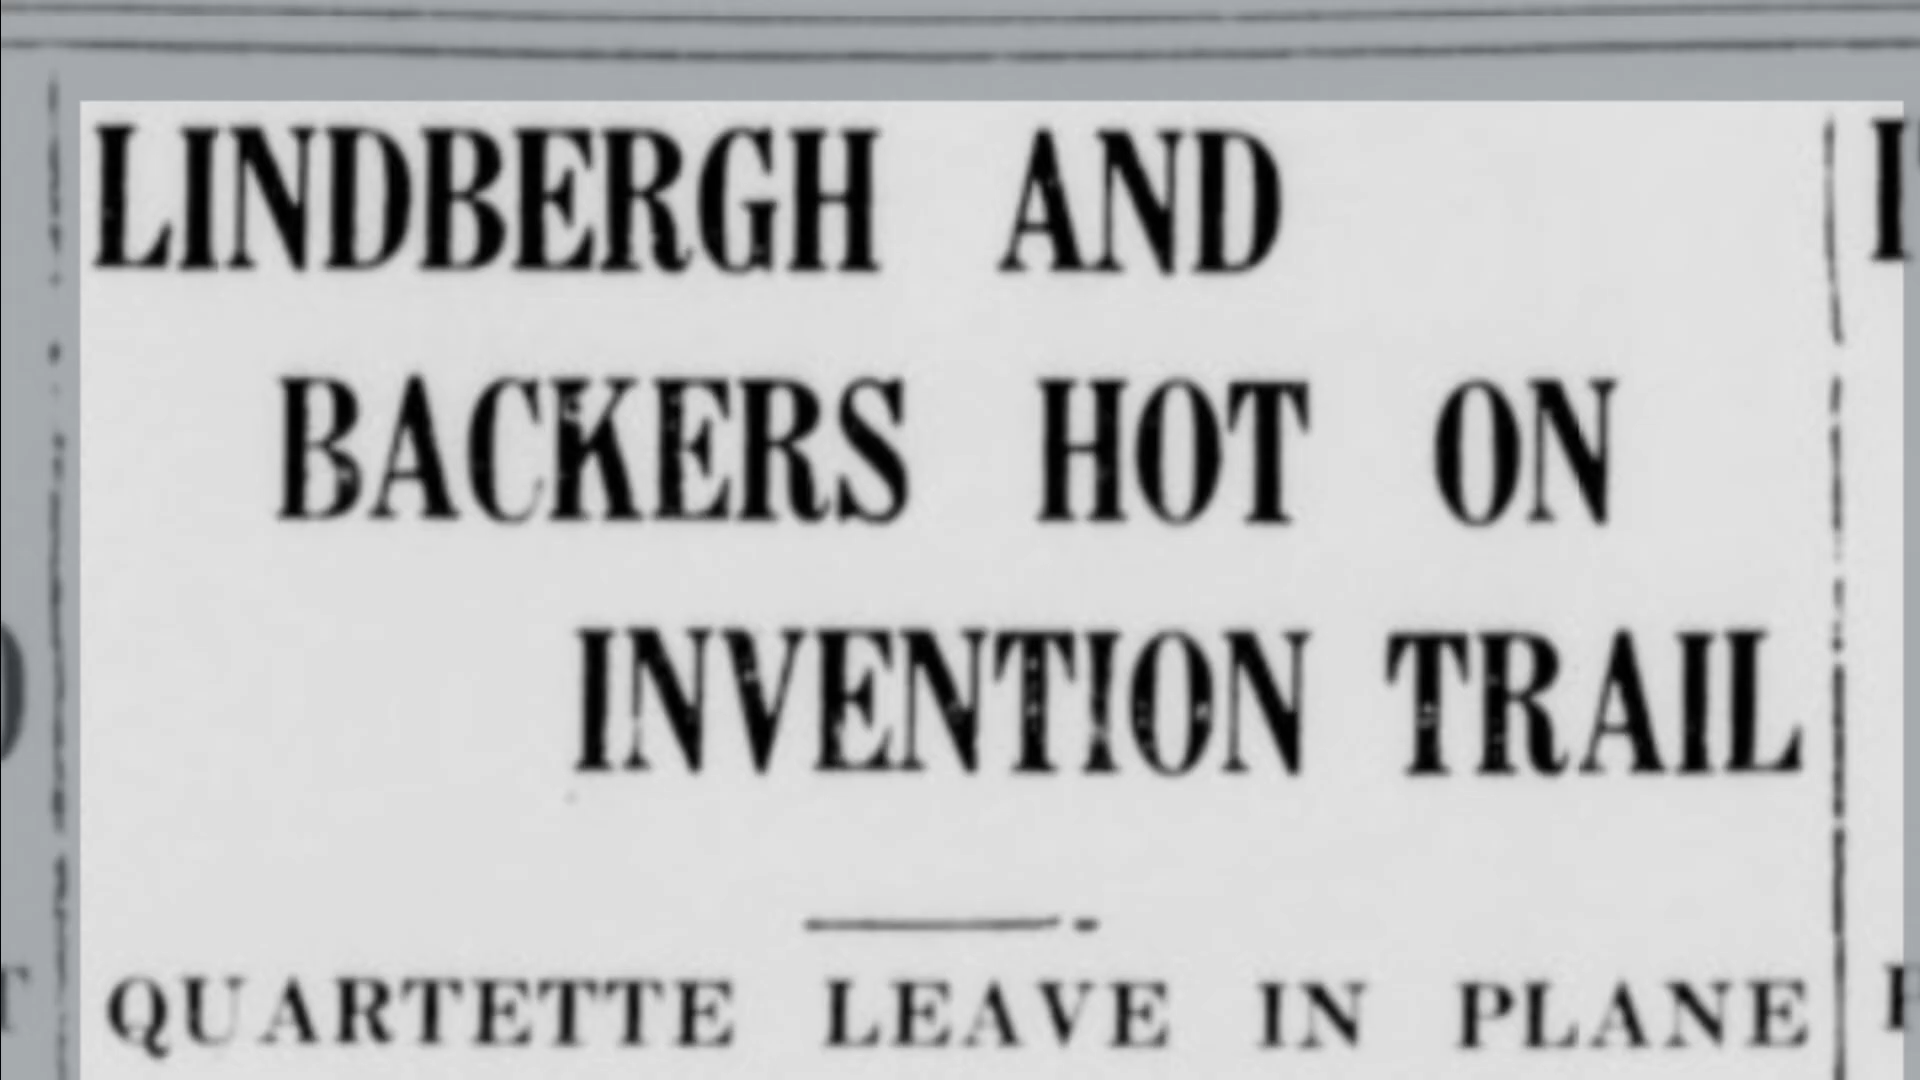 LINDBERGH AND
BACKERS HOT ON
INVENTION TRAIL
QUARTETTE LEAVE IN PLANE